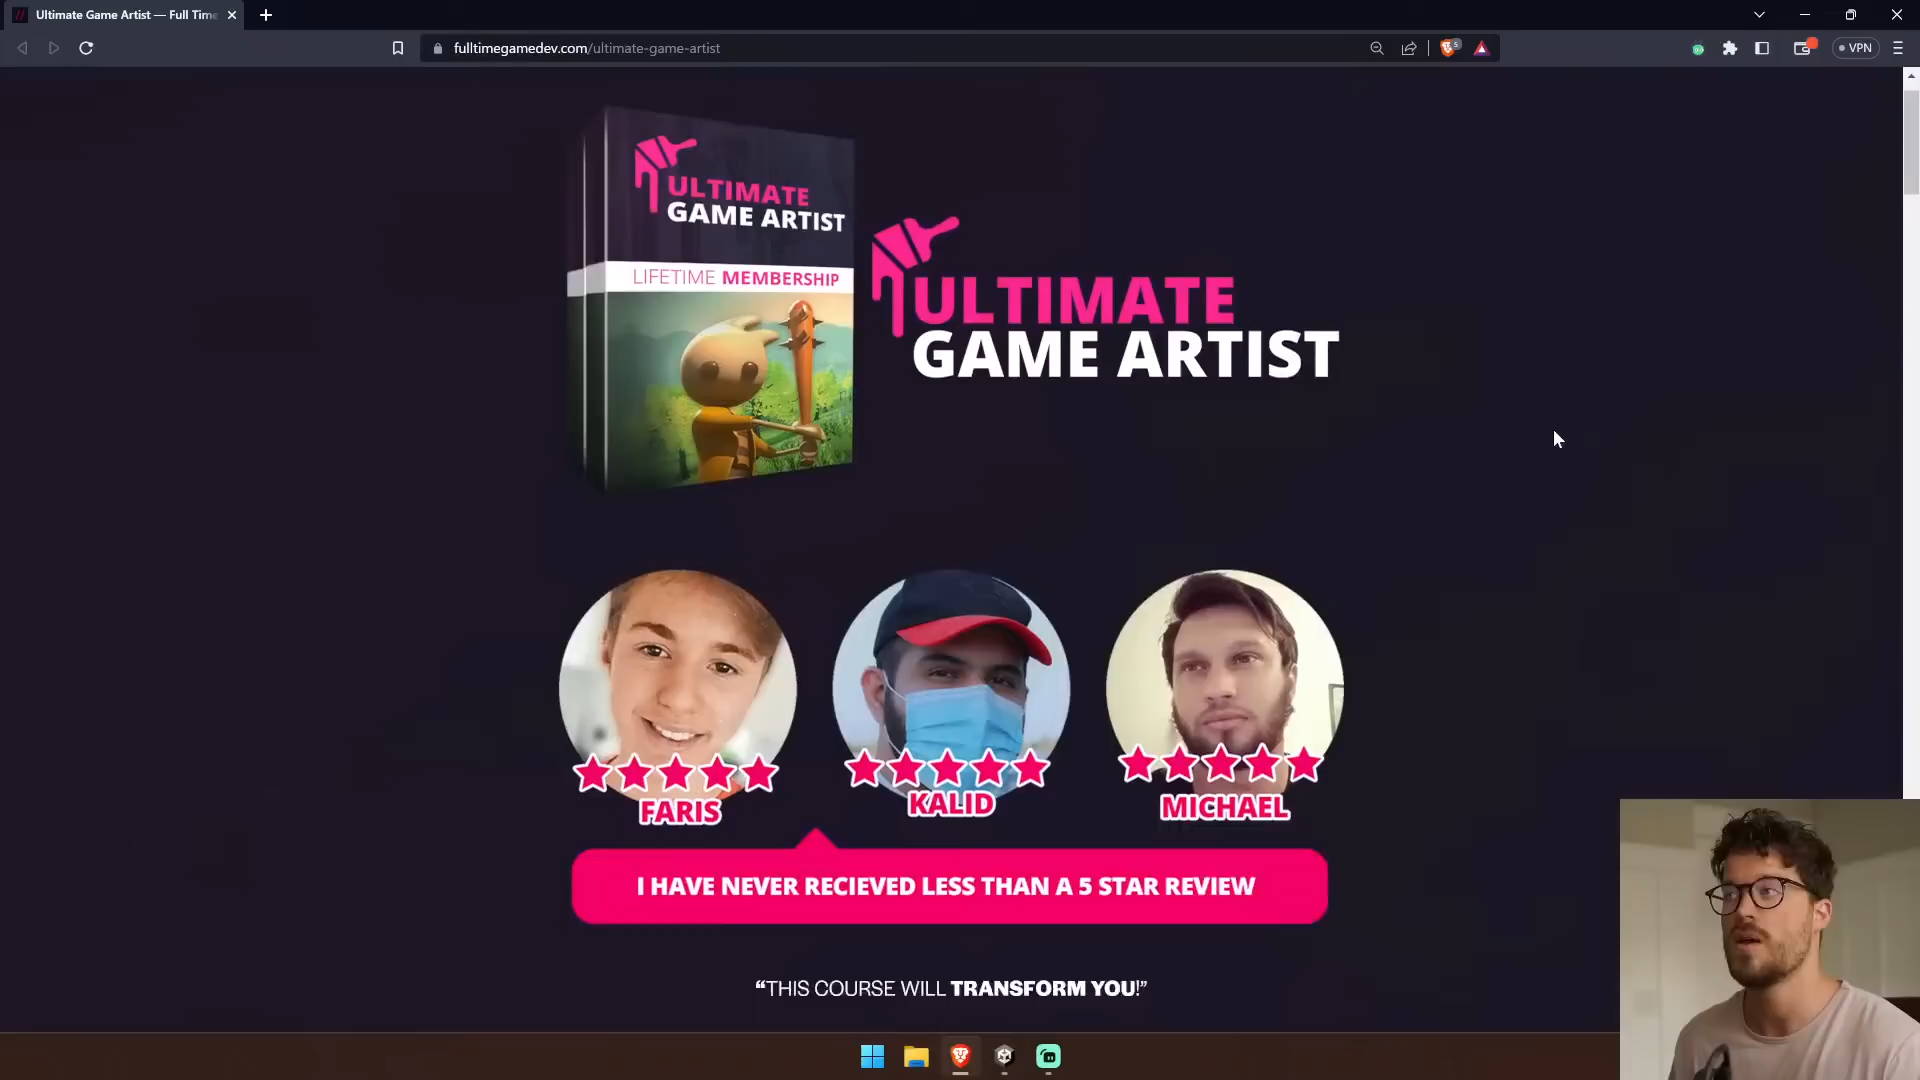 Ultimate Game Artist — Full Time
fulltimegamedev.com/ultimate-game-artist
5
VPN
ULTIMATE
GAME ARTIST
LIFETIME MEMBERSHIP
ULTIMATE
GAME ARTIST
FARIS
KALID
MICHAEL
I HAVE NEVER RECIEVED LESS THAN A 5 STAR REVIEW
“THIS COURSE WILL TRANSFORM YOU!”